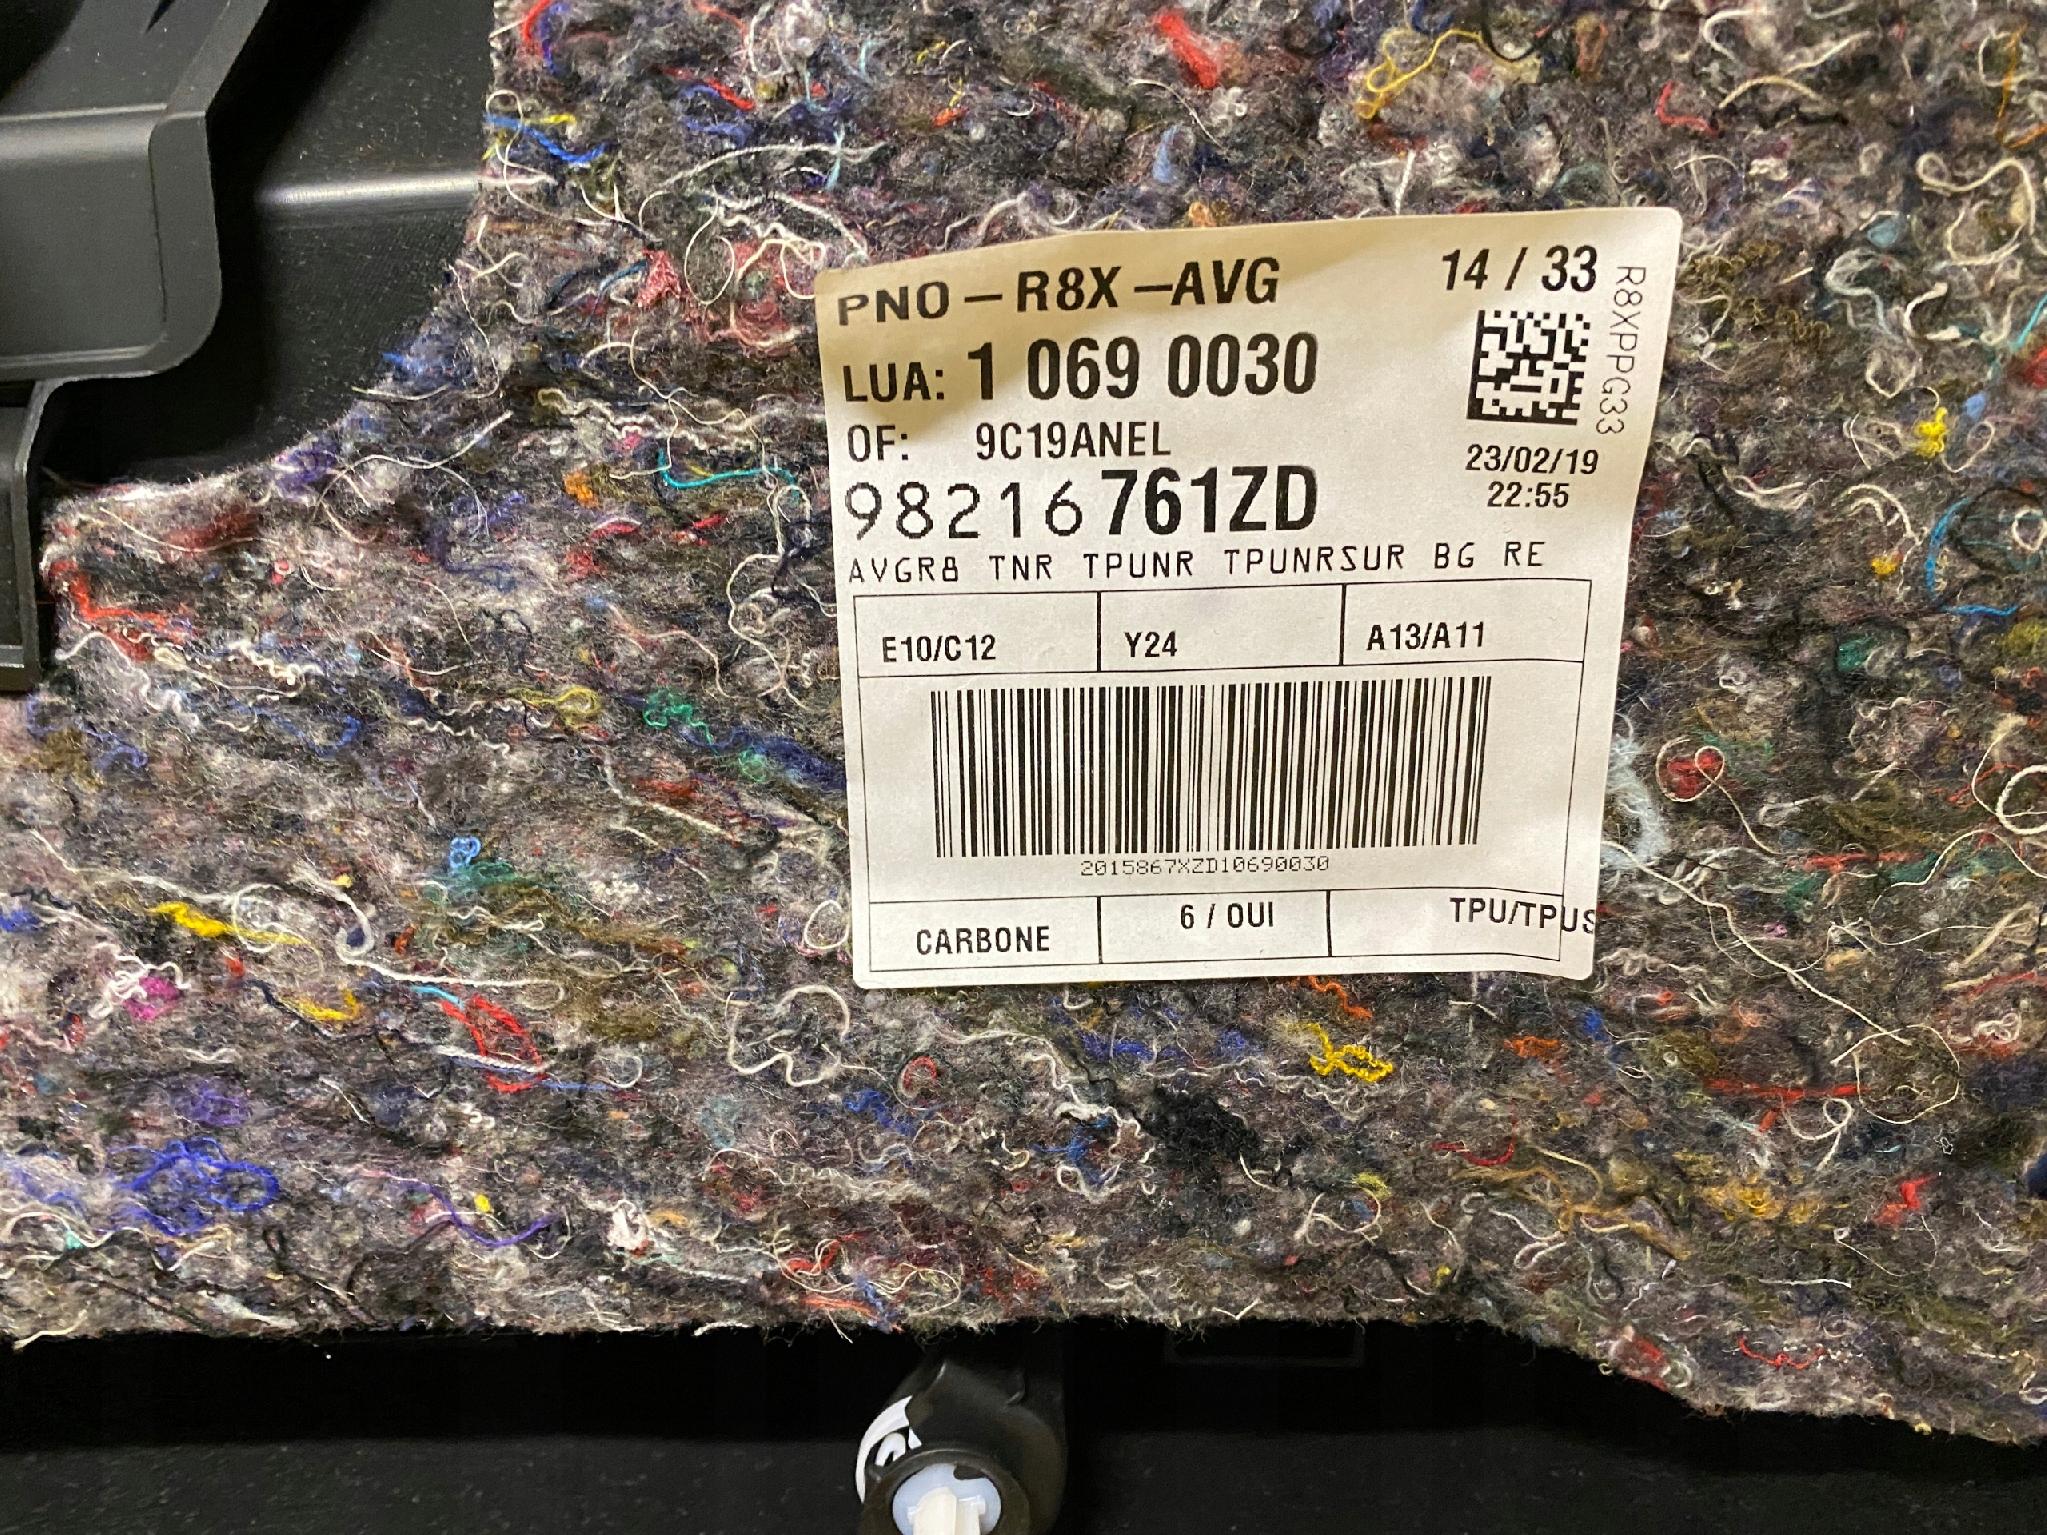 PNO - R8X -AVG 14 / 33
R8XPPG33
LUA: 1 069 0030
OF: 9C19ANEL
23/02/19
22:55
98216761ZD
AVGR8 TNR TPUNR TPUNRSUR BG RE
E10/C12 Y24 A13/A11
2015867XZD10690030
CARBONE 6 / OUI TPU/TPUS